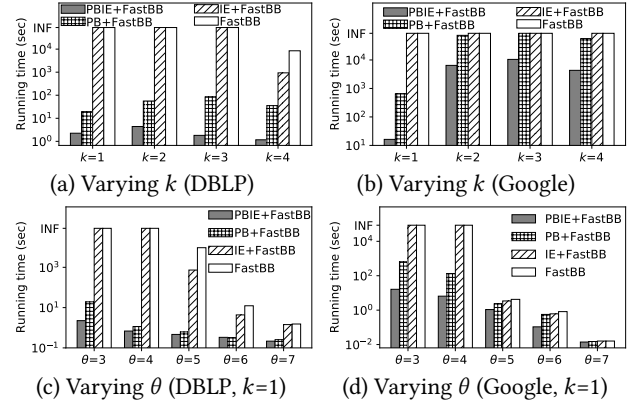 PBIE+FastBB IE+FastBB
PB+FastBB FastBB
Running time (sec)
INF
10^4
10^2
10^1
10^0
k=1 k=2 k=3 k=4
(a) Varying k (DBLP)
PBIE+FastBB IE+FastBB
PB+FastBB FastBB
Running time (sec)
INF
10^4
10^3
10^2
10^1
k=1 k=2 k=3 k=4
(b) Varying k (Google)
PBIE+FastBB
PB+FastBB
IE+FastBB
FastBB
Running time (sec)
INF
10^3
10^1
10^-1
θ=3 θ=4 θ=5 θ=6 θ=7
(c) Varying θ (DBLP, k=1)
PBIE+FastBB
PB+FastBB
IE+FastBB
FastBB
Running time (sec)
INF
10^4
10^2
10^0
10^-2
θ=3 θ=4 θ=5 θ=6 θ=7
(d) Varying θ (Google, k=1)